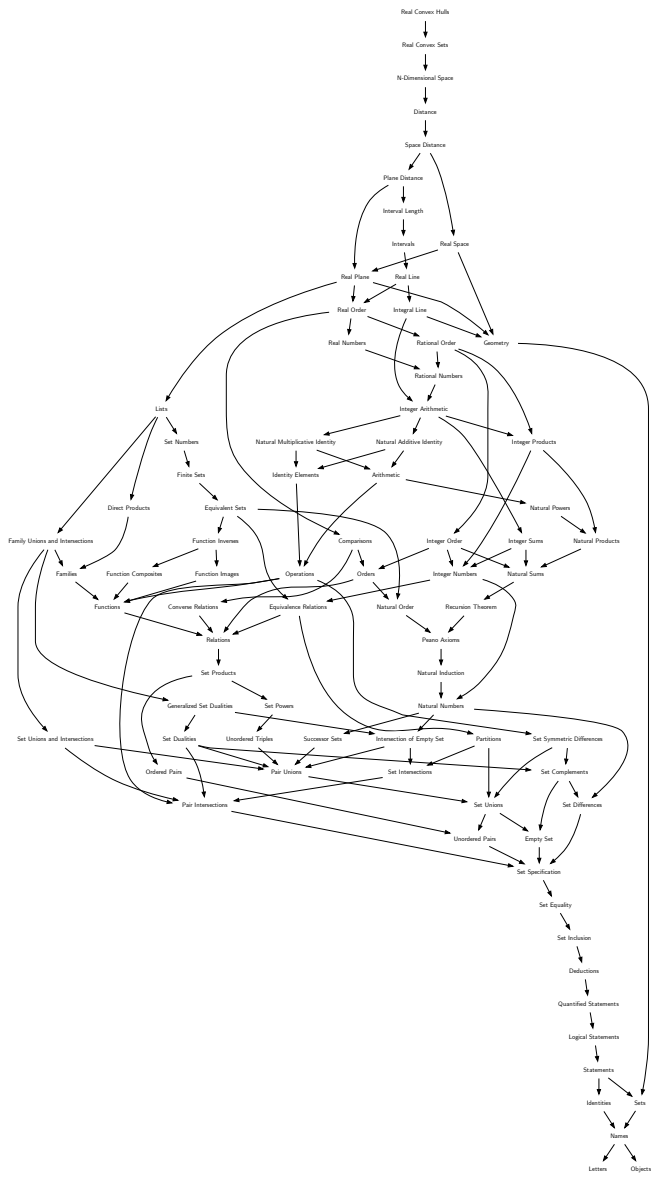 Real Convex Hulls
Real Convex Sets
N-Dimensional Space
Distance
Space Distance
Plane Distance
Interval Length
Intervals
Real Space
Real Plane
Real Line
Real Order
Integral Line
Real Numbers
Rational Order
Geometry
Rational Numbers
Lists
Integer Arithmetic
Set Numbers
Natural Multiplicative Identity
Natural Additive Identity
Integer Products
Finite Sets
Identity Elements
Arithmetic
Direct Products
Equivalent Sets
Natural Powers
Family Unions and Intersections
Function Inverses
Comparisons
Integer Order
Integer Sums
Natural Products
Families
Function Composites
Function Images
Operations
Orders
Integer Numbers
Natural Sums
Functions
Converse Relations
Equivalence Relations
Natural Order
Recursion Theorem
Relations
Peano Axioms
Set Products
Natural Induction
Generalized Set Dualities
Set Powers
Natural Numbers
Set Unions and Intersections
Set Dualities
Unordered Triples
Successor Sets
Intersection of Empty Set
Partitions
Set Symmetric Differences
Ordered Pairs
Pair Unions
Set Intersections
Set Complements
Pair Intersections
Set Unions
Set Differences
Unordered Pairs
Empty Set
Set Specification
Set Equality
Set Inclusion
Deductions
Quantified Statements
Logical Statements
Statements
Identities
Sets
Names
Letters
Objects